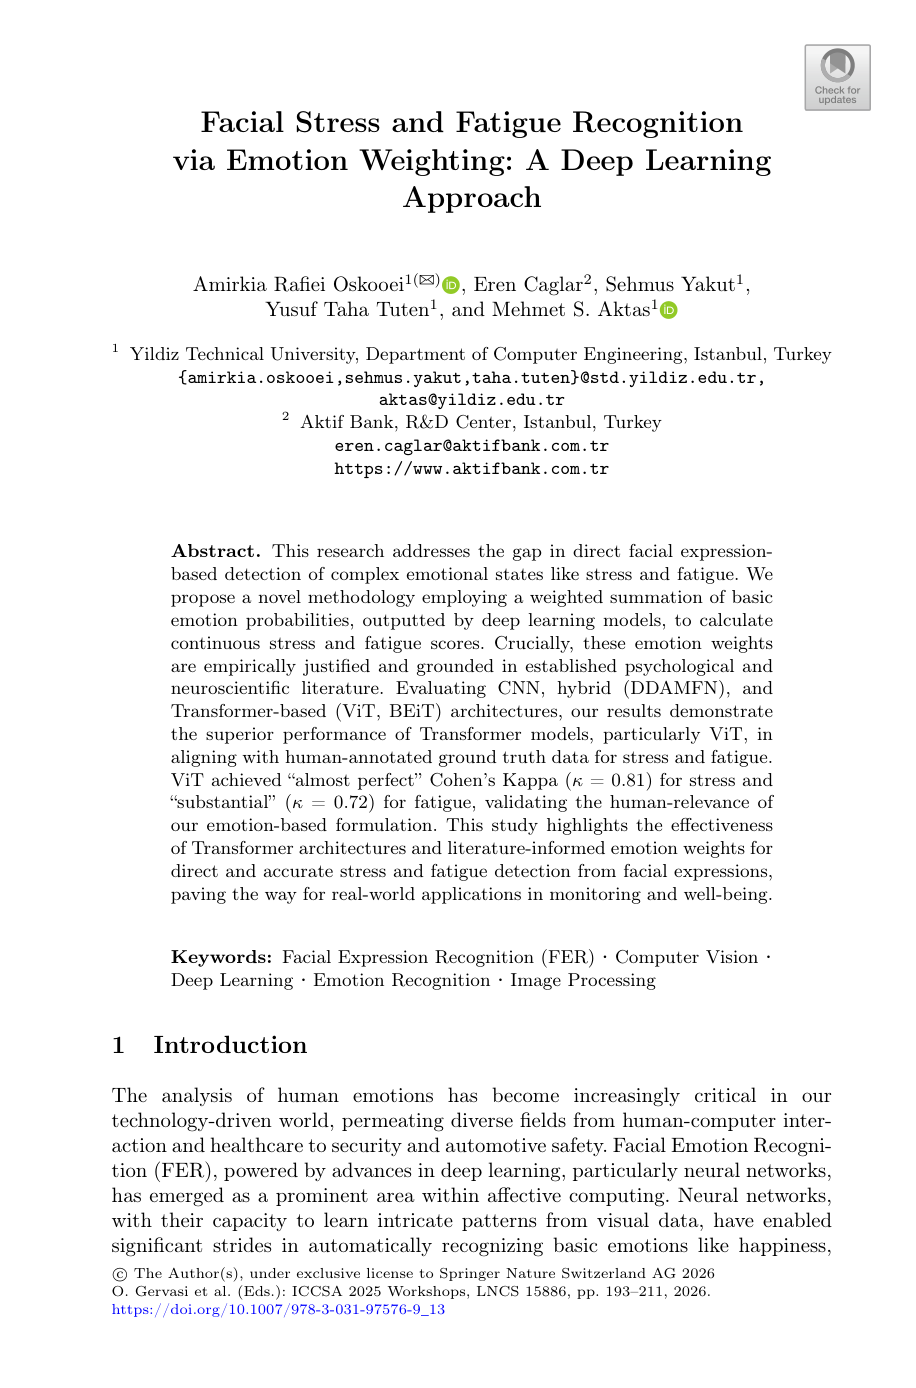 Check for
updates
Facial Stress and Fatigue Recognition
via Emotion Weighting: A Deep Learning
Approach
Amirkia Rafiei Oskooei1(✉), Eren Caglar2, Sehmus Yakut1,
Yusuf Taha Tuten1, and Mehmet S. Aktas1
1 Yildiz Technical University, Department of Computer Engineering, Istanbul, Turkey
{amirkia.oskooei,sehmus.yakut,taha.tuten}@std.yildiz.edu.tr,
aktas@yildiz.edu.tr
2 Aktif Bank, R&D Center, Istanbul, Turkey
eren.caglar@aktifbank.com.tr
https://www.aktifbank.com.tr
Abstract. This research addresses the gap in direct facial expression-
based detection of complex emotional states like stress and fatigue. We
propose a novel methodology employing a weighted summation of basic
emotion probabilities, outputted by deep learning models, to calculate
continuous stress and fatigue scores. Crucially, these emotion weights
are empirically justified and grounded in established psychological and
neuroscientific literature. Evaluating CNN, hybrid (DDAMFN), and
Transformer-based (ViT, BEiT) architectures, our results demonstrate
the superior performance of Transformer models, particularly ViT, in
aligning with human-annotated ground truth data for stress and fatigue.
ViT achieved “almost perfect” Cohen’s Kappa (κ = 0.81) for stress and
“substantial” (κ = 0.72) for fatigue, validating the human-relevance of
our emotion-based formulation. This study highlights the effectiveness
of Transformer architectures and literature-informed emotion weights for
direct and accurate stress and fatigue detection from facial expressions,
paving the way for real-world applications in monitoring and well-being.
Keywords: Facial Expression Recognition (FER) · Computer Vision ·
Deep Learning · Emotion Recognition · Image Processing
1 Introduction
The analysis of human emotions has become increasingly critical in our
technology-driven world, permeating diverse fields from human-computer inter-
action and healthcare to security and automotive safety. Facial Emotion Recogni-
tion (FER), powered by advances in deep learning, particularly neural networks,
has emerged as a prominent area within affective computing. Neural networks,
with their capacity to learn intricate patterns from visual data, have enabled
significant strides in automatically recognizing basic emotions like happiness,
© The Author(s), under exclusive license to Springer Nature Switzerland AG 2026
O. Gervasi et al. (Eds.): ICCSA 2025 Workshops, LNCS 15886, pp. 193–211, 2026.
https://doi.org/10.1007/978-3-031-97576-9_13